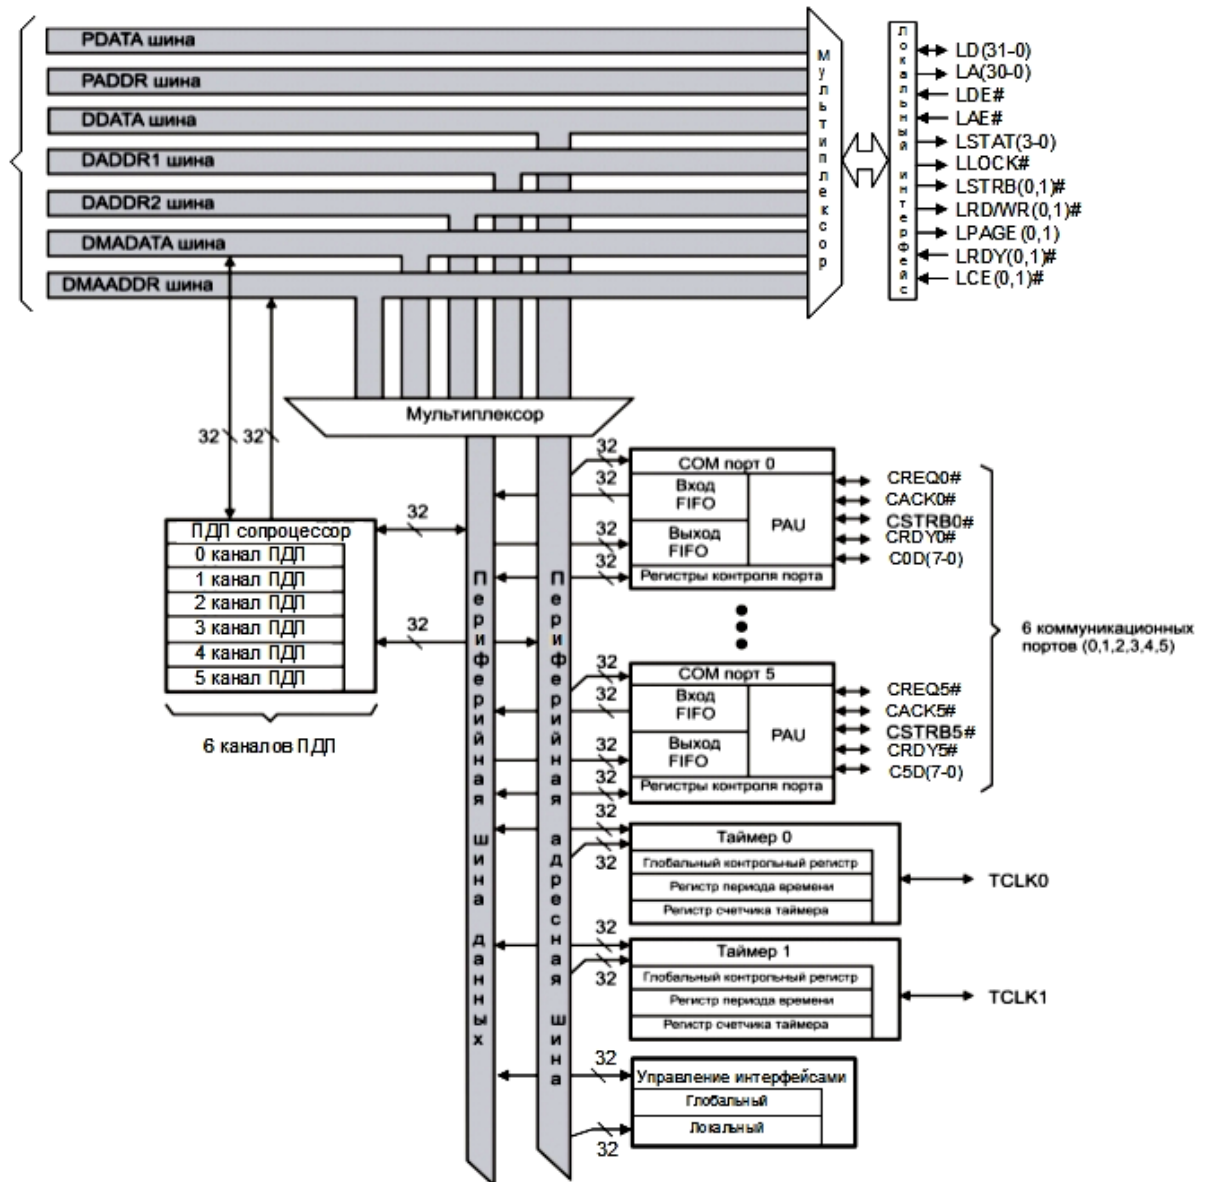 PDATA шина
PADDR шина
DDATA шина
DADDR1 шина
DADDR2 шина
DMADATA шина
DMAADDR шина
Мультиплексор
Локальный интерфейс
LD(31-0)
LA(30-0)
LDE#
LAE#
LSTAT(3-0)
LLOCK#
LSTRB(0,1)#
LRD/WR(0,1)#
LPAGE(0,1)
LRDY(0,1)#
LCE(0,1)#
Мультиплексор
32
32
ПДП сопроцессор
0 канал ПДП
1 канал ПДП
2 канал ПДП
3 канал ПДП
4 канал ПДП
5 канал ПДП
6 каналов ПДП
32
32
Периферийная шина данных
Периферийная адресная шина
32
32
32
32
COM порт 0
Вход
FIFO
Выход
FIFO
PAU
Регистры контроля порта
CREQ0#
CACK0#
CSTRB0#
CRDY0#
C0D(7-0)
6 коммуникационных
портов (0,1,2,3,4,5)
32
32
32
32
COM порт 5
Вход
FIFO
Выход
FIFO
PAU
Регистры контроля порта
CREQ5#
CACK5#
CSTRB5#
CRDY5#
C5D(7-0)
32
32
Таймер 0
Глобальный контрольный регистр
Регистр периода времени
Регистр счетчика таймера
TCLK0
32
32
Таймер 1
Глобальный контрольный регистр
Регистр периода времени
Регистр счетчика таймера
TCLK1
32
32
Управление интерфейсами
Глобальный
Локальный